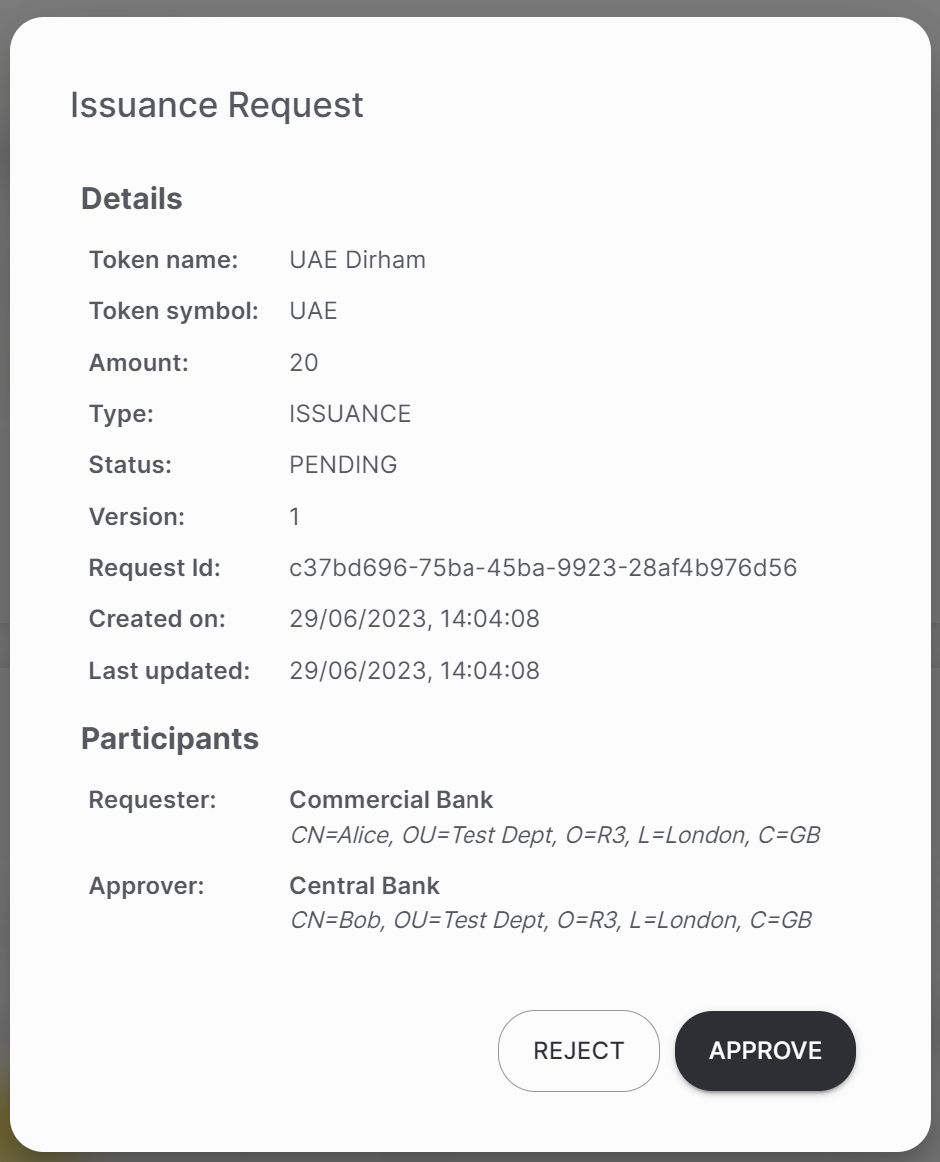 Issuance Request
Details
Token name: UAE Dirham
Token symbol: UAE
Amount: 20
Type: ISSUANCE
Status: PENDING
Version: 1
Request Id: c37bd696-75ba-45ba-9923-28af4b976d56
Created on: 29/06/2023, 14:04:08
Last updated: 29/06/2023, 14:04:08
Participants
Requester: Commercial Bank
CN=Alice, OU=Test Dept, O=R3, L=London, C=GB
Approver: Central Bank
CN=Bob, OU=Test Dept, O=R3, L=London, C=GB
REJECT APPROVE